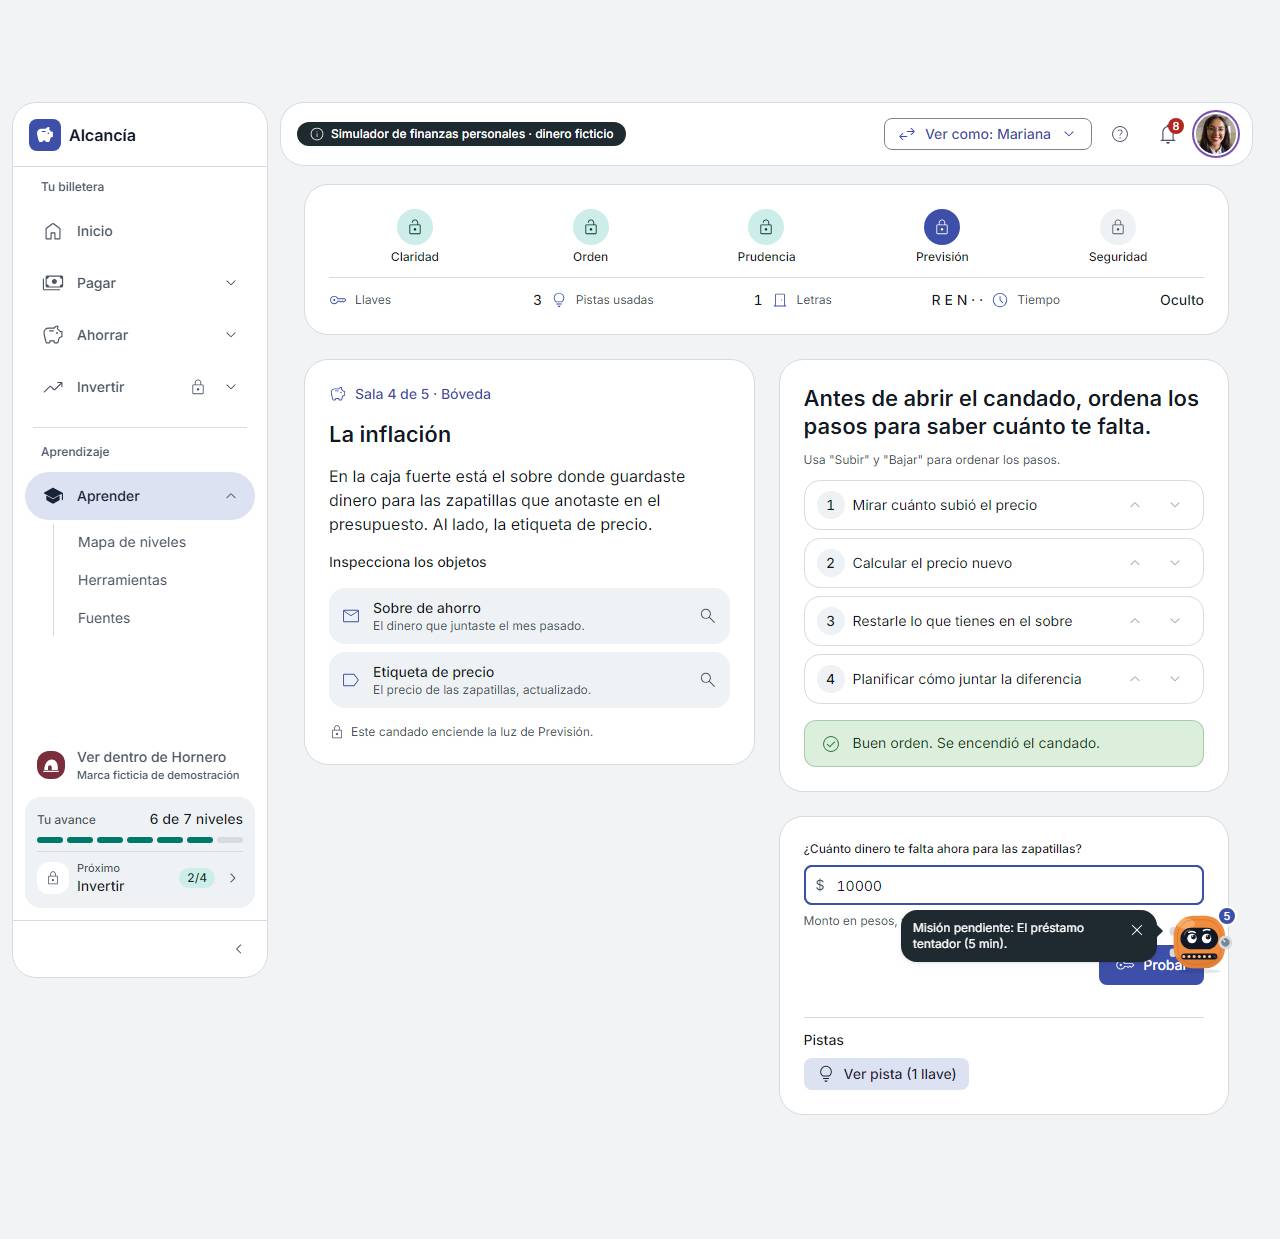 Alcancía
Simulador de finanzas personales · dinero ficticio
Ver como: Mariana
8
Tu billetera
Inicio
Pagar
Ahorrar
Invertir
Aprendizaje
Aprender
Mapa de niveles
Herramientas
Fuentes
Ver dentro de Hornero
Marca ficticia de demostración
Tu avance
6 de 7 niveles
Próximo
Invertir
2/4
Claridad
Orden
Prudencia
Previsión
Seguridad
Llaves
3
Pistas usadas
1
Letras
R E N · ·
Tiempo
Oculto
Sala 4 de 5 · Bóveda
La inflación
En la caja fuerte está el sobre donde guardaste
dinero para las zapatillas que anotaste en el
presupuesto. Al lado, la etiqueta de precio.
Inspecciona los objetos
Sobre de ahorro
El dinero que juntaste el mes pasado.
Etiqueta de precio
El precio de las zapatillas, actualizado.
Este candado enciende la luz de Previsión.
Antes de abrir el candado, ordena los
pasos para saber cuánto te falta.
Usa "Subir" y "Bajar" para ordenar los pasos.
1 Mirar cuánto subió el precio
2 Calcular el precio nuevo
3 Restarle lo que tienes en el sobre
4 Planificar cómo juntar la diferencia
Buen orden. Se encendió el candado.
¿Cuánto dinero te falta ahora para las zapatillas?
$ 10000
Monto en pesos,
Misión pendiente: El préstamo
tentador (5 min).
5
Probar
Pistas
Ver pista (1 llave)